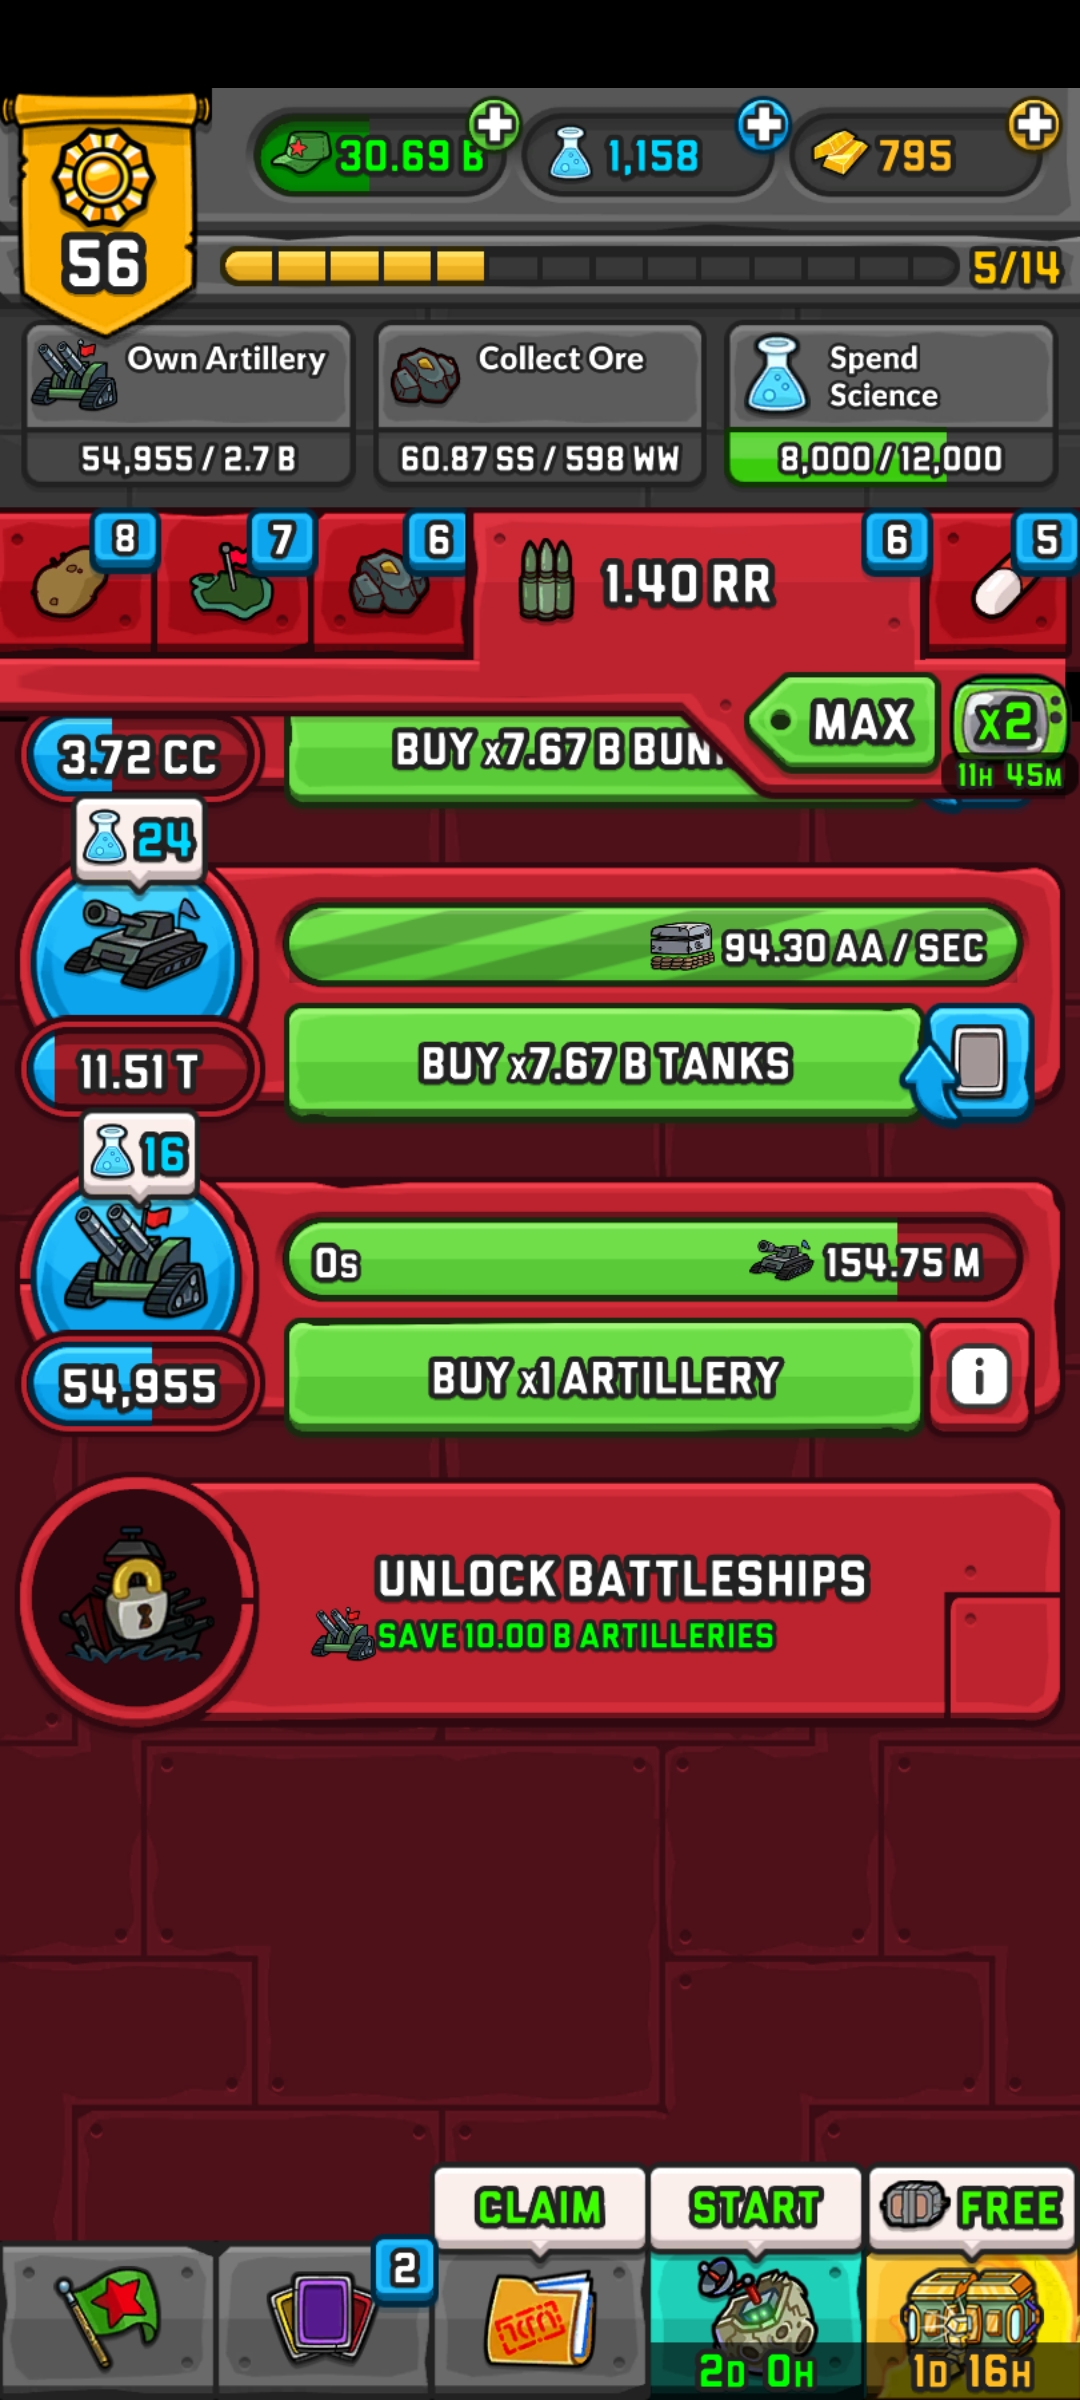 30.69 B
1,158
795
56
5/14
Own Artillery
54,955 / 2.7 B
Collect Ore
60.87 SS / 598 WW
Spend
Science
8,000 / 12,000
8
7
6
1.40 RR
6
5
MAX
x2
11H 45M
3.72 CC
BUY x7.67 B BUN
24
94.30 AA / SEC
11.51 T
BUY x7.67 B TANKS
16
0s
154.75 M
54,955
BUY x1 ARTILLERY
i
UNLOCK BATTLESHIPS
SAVE 10.00 B ARTILLERIES
CLAIM
START
FREE
2
2D 0H
1D 16H